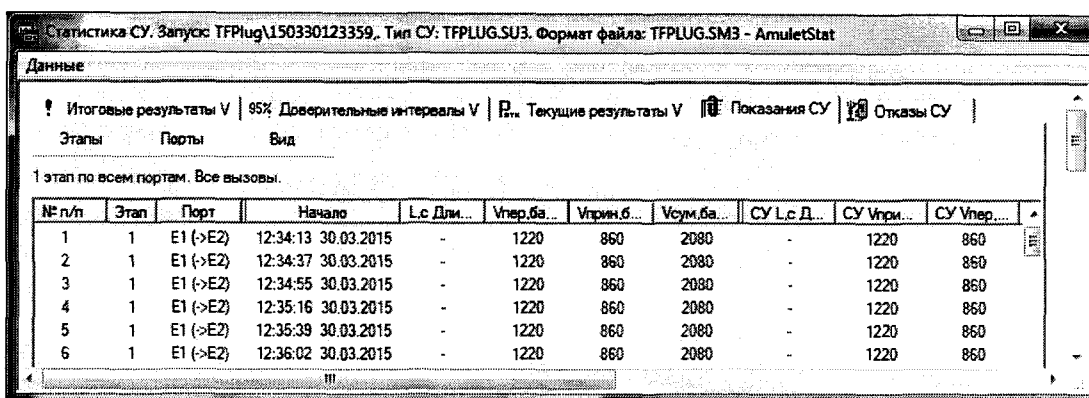 Статистика СУ. Запуск: TFPlug\150330123359,. Тип СУ: TFPLUG.SU3. Формат файла: TFPLUG.SM3 - AmuletStat
Данные
Итоговые результаты V 95% Доверительные интервалы V Текущие результаты V Показания СУ Отказы СУ
Этапы Порты Вид
1 этап по всем портам. Все вызовы.
№ п/п Этап Порт Начало L,с Дли... Vпер,ба... Vприн,б... Vсум,ба... СУ L,с Д... СУ Vпри... СУ Vпер,...
1 1 E1 (->E2) 12:34:13 30.03.2015 - 1220 860 2080 - 1220 860
2 1 E1 (->E2) 12:34:37 30.03.2015 - 1220 860 2080 - 1220 860
3 1 E1 (->E2) 12:34:55 30.03.2015 - 1220 860 2080 - 1220 860
4 1 E1 (->E2) 12:35:16 30.03.2015 - 1220 860 2080 - 1220 860
5 1 E1 (->E2) 12:35:39 30.03.2015 - 1220 860 2080 - 1220 860
6 1 E1 (->E2) 12:36:02 30.03.2015 - 1220 860 2080 - 1220 860